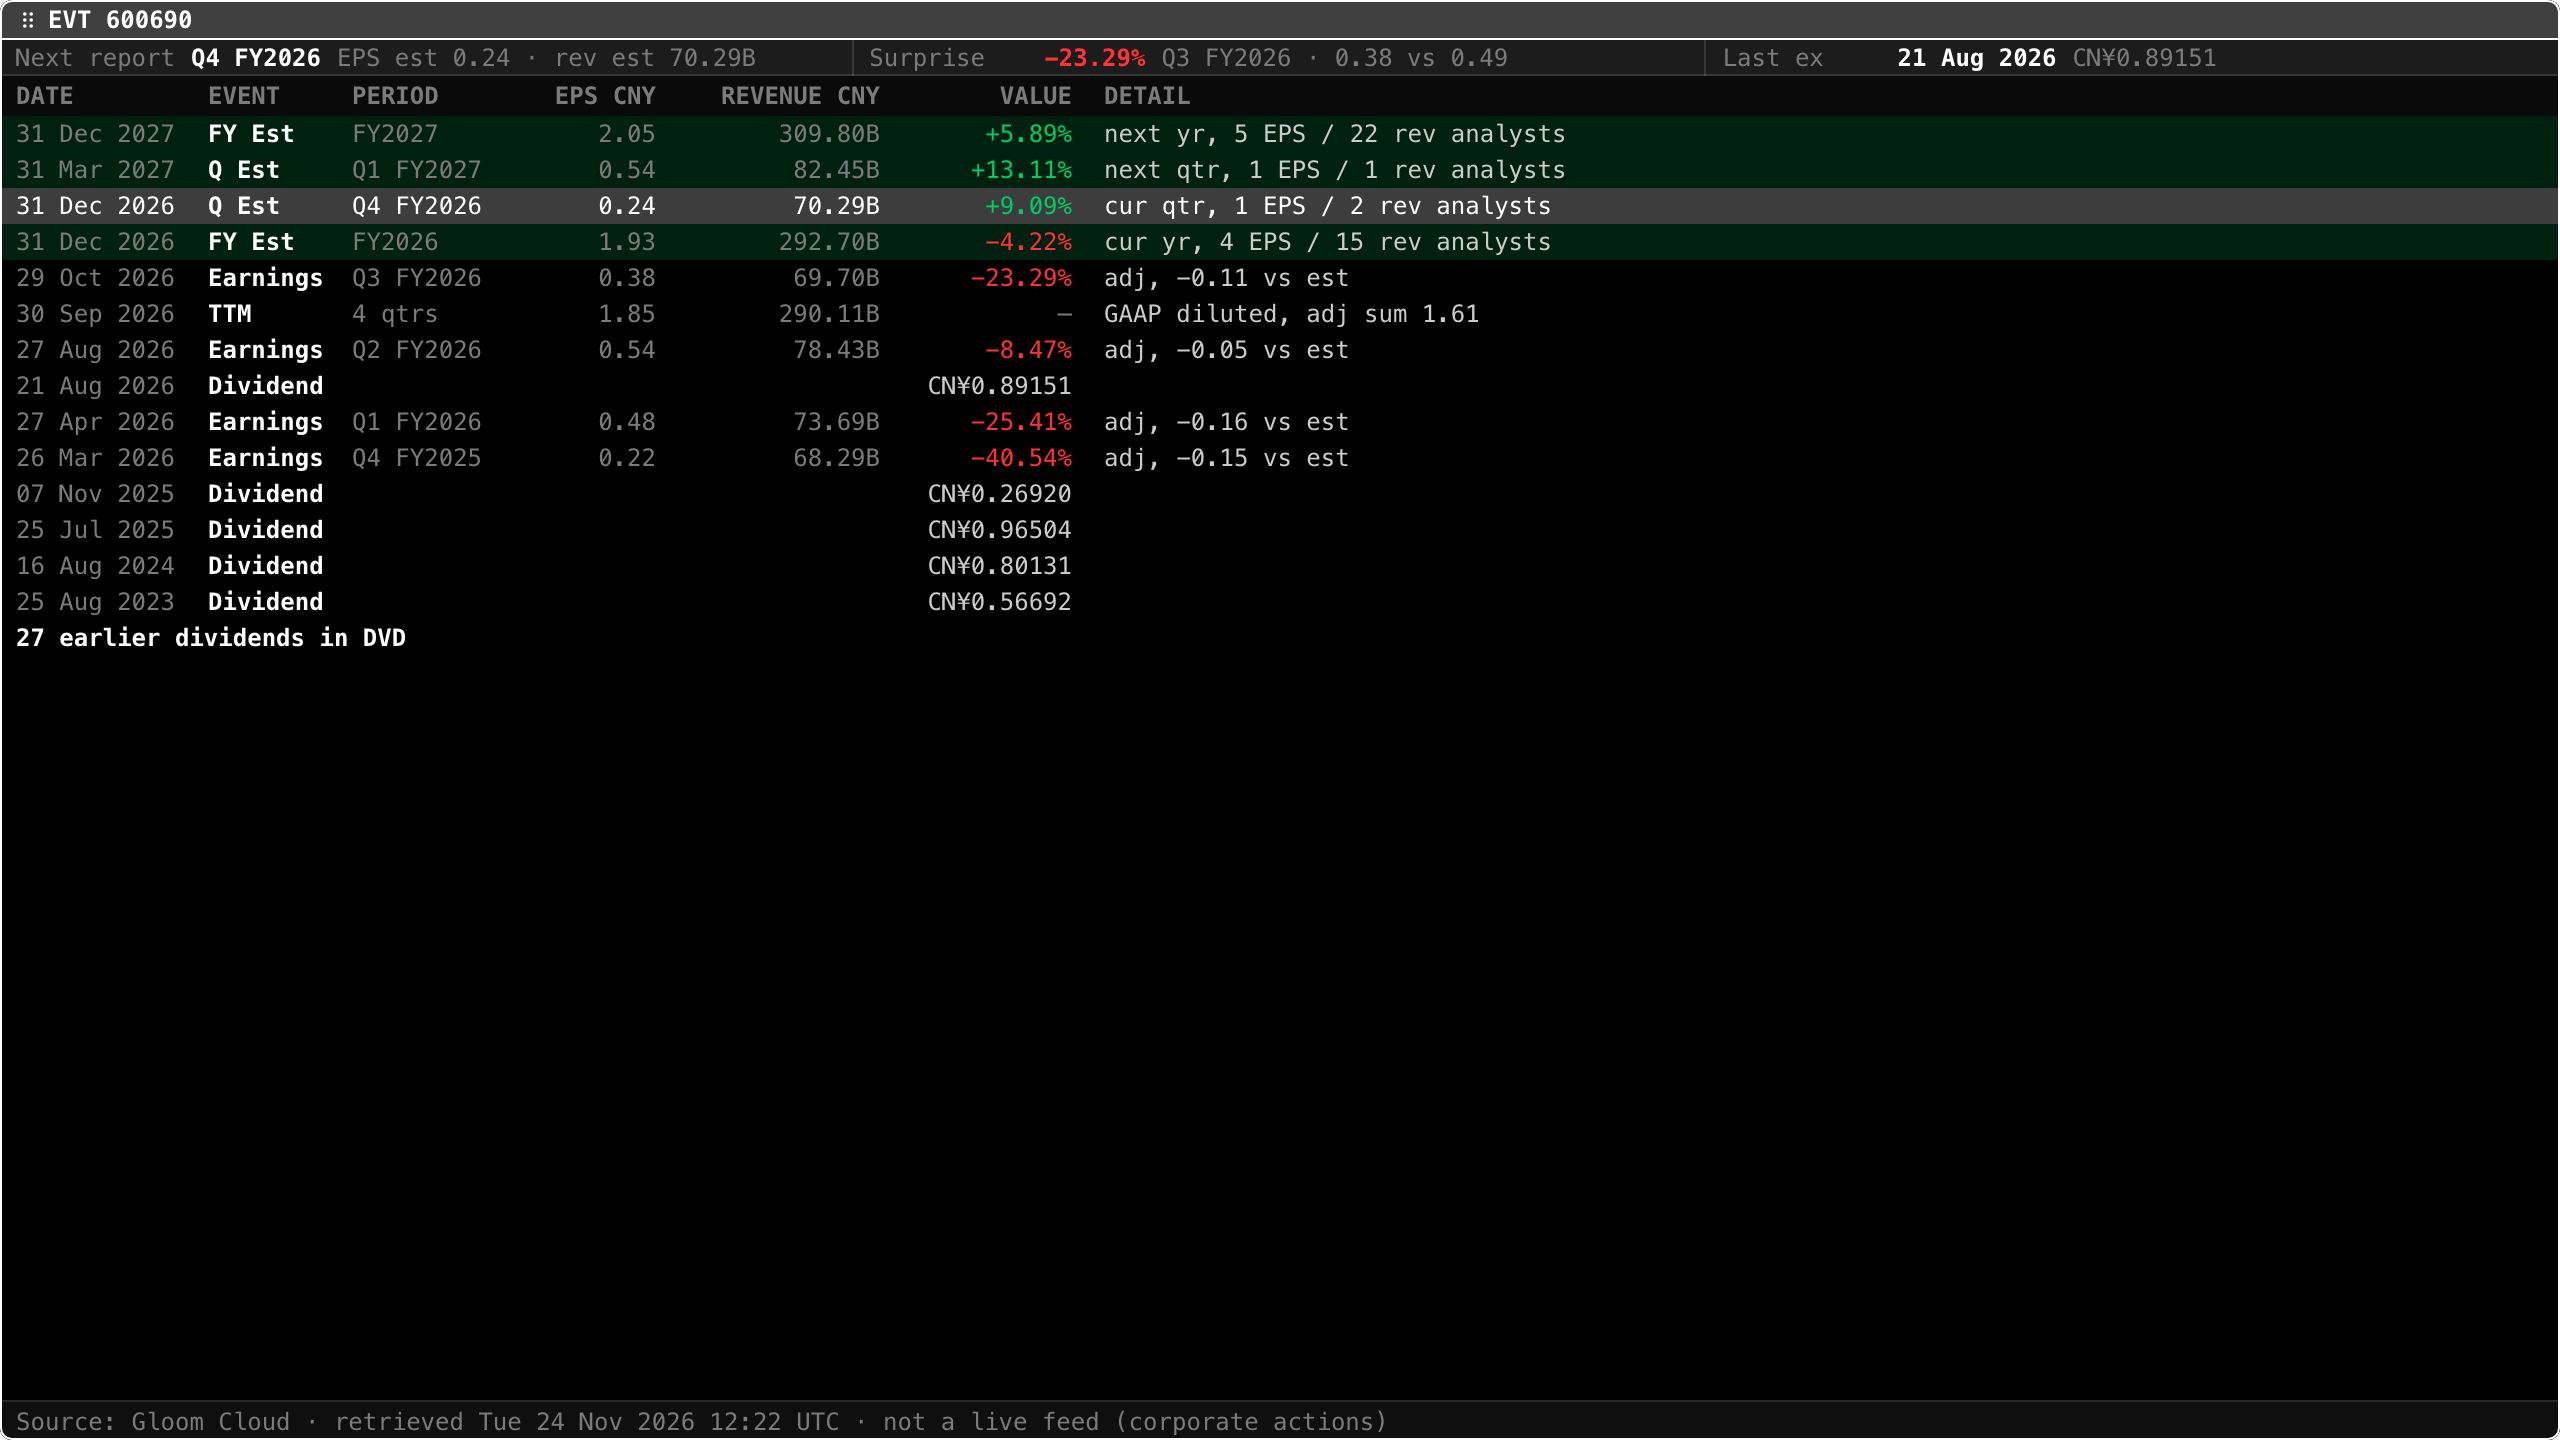 ⠿ EVT 600690
Next report Q4 FY2026 EPS est 0.24 · rev est 70.29B Surprise −23.29% Q3 FY2026 · 0.38 vs 0.49 Last ex 21 Aug 2026 CN¥0.89151
DATE EVENT PERIOD EPS CNY REVENUE CNY VALUE DETAIL
31 Dec 2027 FY Est FY2027 2.05 309.80B +5.89% next yr, 5 EPS / 22 rev analysts
31 Mar 2027 Q Est Q1 FY2027 0.54 82.45B +13.11% next qtr, 1 EPS / 1 rev analysts
31 Dec 2026 Q Est Q4 FY2026 0.24 70.29B +9.09% cur qtr, 1 EPS / 2 rev analysts
31 Dec 2026 FY Est FY2026 1.93 292.70B −4.22% cur yr, 4 EPS / 15 rev analysts
29 Oct 2026 Earnings Q3 FY2026 0.38 69.70B −23.29% adj, −0.11 vs est
30 Sep 2026 TTM 4 qtrs 1.85 290.11B — GAAP diluted, adj sum 1.61
27 Aug 2026 Earnings Q2 FY2026 0.54 78.43B −8.47% adj, −0.05 vs est
21 Aug 2026 Dividend CN¥0.89151
27 Apr 2026 Earnings Q1 FY2026 0.48 73.69B −25.41% adj, −0.16 vs est
26 Mar 2026 Earnings Q4 FY2025 0.22 68.29B −40.54% adj, −0.15 vs est
07 Nov 2025 Dividend CN¥0.26920
25 Jul 2025 Dividend CN¥0.96504
16 Aug 2024 Dividend CN¥0.80131
25 Aug 2023 Dividend CN¥0.56692
27 earlier dividends in DVD
Source: Gloom Cloud · retrieved Tue 24 Nov 2026 12:22 UTC · not a live feed (corporate actions)